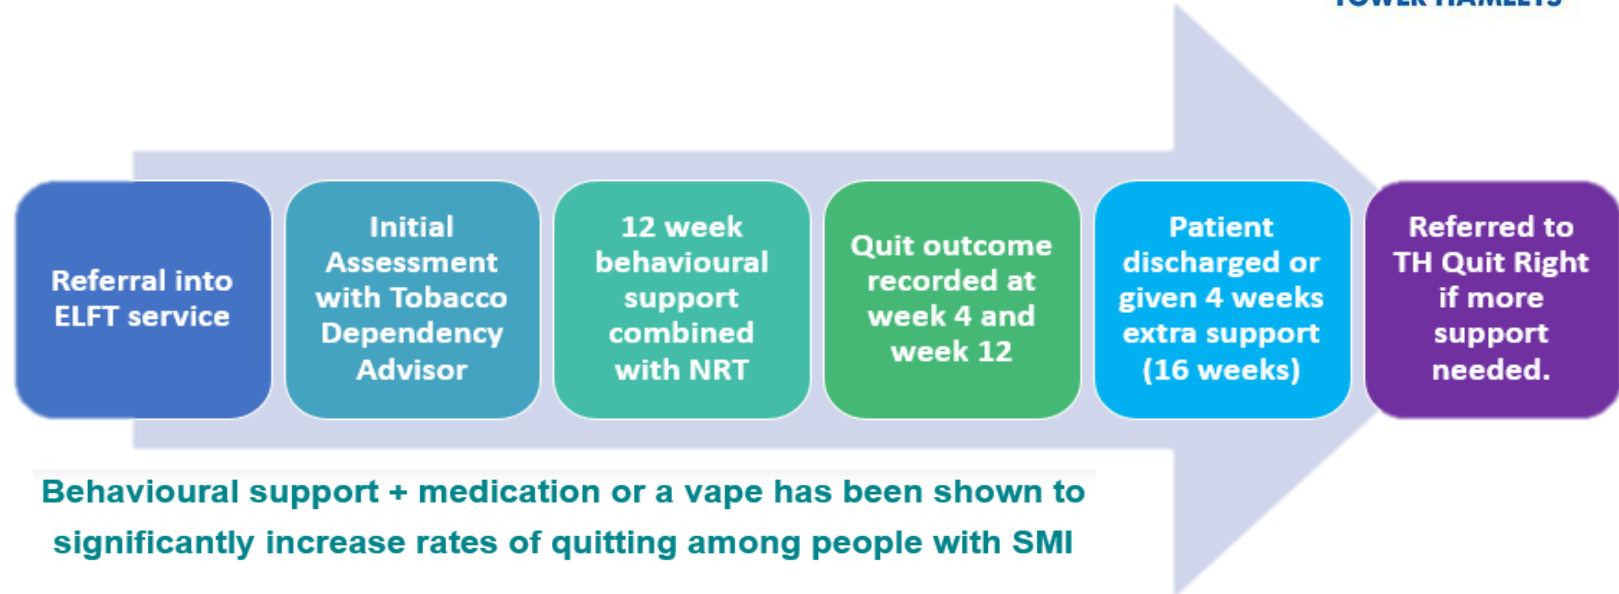 TOWER HAMLETS
Referral into
ELFT service
Initial
Assessment
with Tobacco
Dependency
Advisor
12 week
behavioural
support
combined
with NRT
Quit outcome
recorded at
week 4 and
week 12
Patient
discharged or
given 4 weeks
extra support
(16 weeks)
Referred to
TH Quit Right
if more
support
needed.
Behavioural support + medication or a vape has been shown to
significantly increase rates of quitting among people with SMI